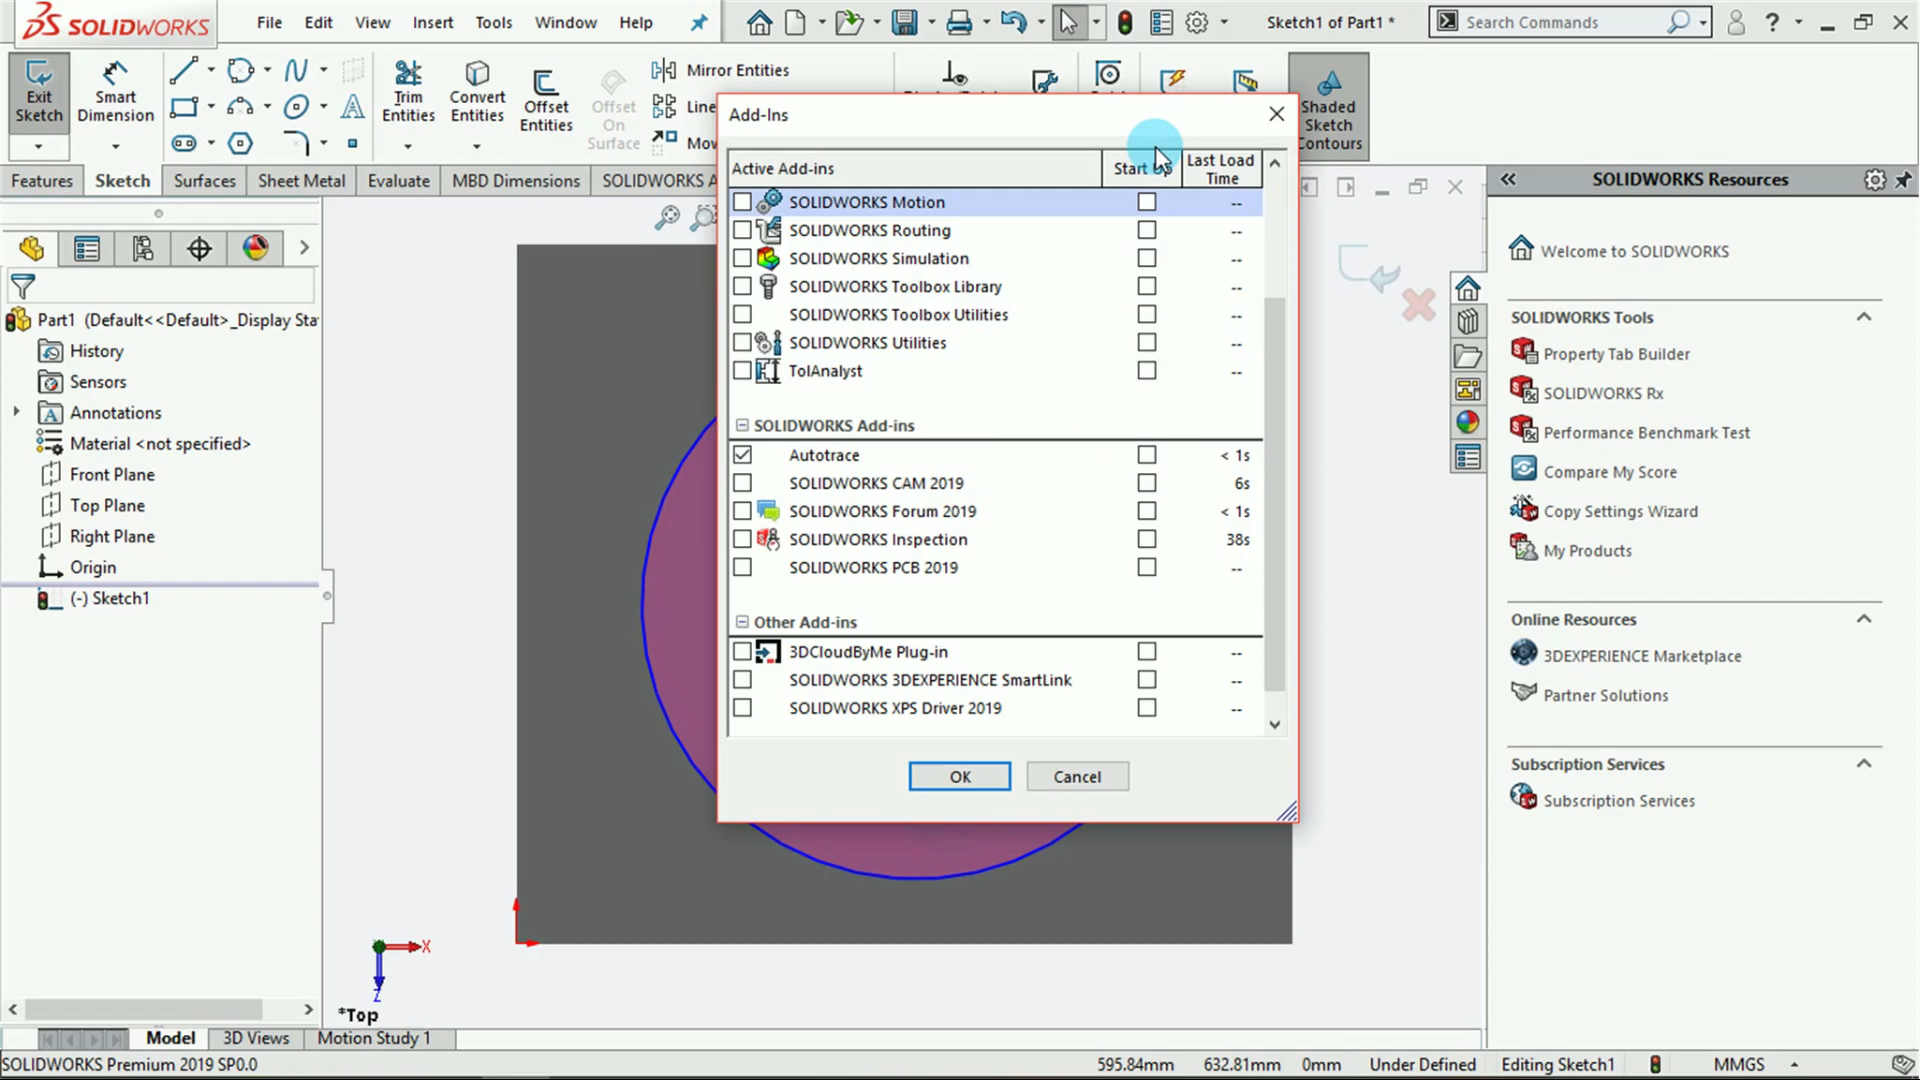 SOLIDWORKS File Edit View Insert Tools Window Help Sketch1 of Part1 * Search Commands ?
Exit Sketch
Smart Dimension
Trim Entities
Convert Entities
Offset Entities
Offset On Surface
Mirror Entities
Shaded Sketch Contours
Features Sketch Surfaces Sheet Metal Evaluate MBD Dimensions SOLIDWORKS A
Part1 (Default<<Default>_Display Sta
History
Sensors
Annotations
Material <not specified>
Front Plane
Top Plane
Right Plane
Origin
(-) Sketch1
Add-Ins
Active Add-ins Start Up Last Load Time
SOLIDWORKS Motion --
SOLIDWORKS Routing --
SOLIDWORKS Simulation --
SOLIDWORKS Toolbox Library --
SOLIDWORKS Toolbox Utilities --
SOLIDWORKS Utilities --
TolAnalyst --
SOLIDWORKS Add-ins
Autotrace < 1s
SOLIDWORKS CAM 2019 6s
SOLIDWORKS Forum 2019 < 1s
SOLIDWORKS Inspection 38s
SOLIDWORKS PCB 2019 --
Other Add-ins
3DCloudByMe Plug-in --
SOLIDWORKS 3DEXPERIENCE SmartLink --
SOLIDWORKS XPS Driver 2019 --
OK Cancel
X
Z
*Top
SOLIDWORKS Resources
Welcome to SOLIDWORKS
SOLIDWORKS Tools
Property Tab Builder
SOLIDWORKS Rx
Performance Benchmark Test
Compare My Score
Copy Settings Wizard
My Products
Online Resources
3DEXPERIENCE Marketplace
Partner Solutions
Subscription Services
Subscription Services
Model 3D Views Motion Study 1
SOLIDWORKS Premium 2019 SP0.0 595.84mm 632.81mm 0mm Under Defined Editing Sketch1 MMGS